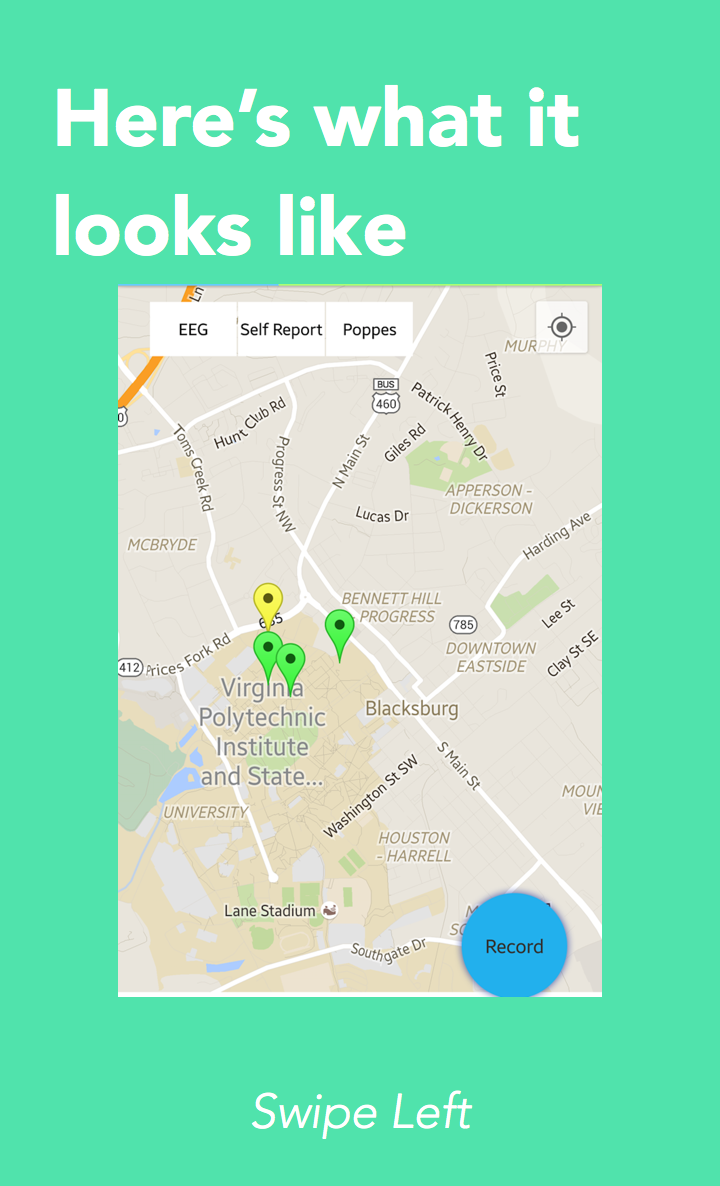 Here's what it
looks like
Ln
EEG
Self Report
Poppes
MURPHY
Price St
BUS
460
Patrick Henry Dr
Hunt Club Rd
Giles Rd
Toms Creek Rd
Progress St NW
N Main St
APPERSON -
DICKERSON
Lucas Dr
Harding Ave
MCBRYDE
BENNETT HILL
PROGRESS
785
Lee St
412
Prices Fork Rd
DOWNTOWN
EASTSIDE
Clay St SE
Virginia
Polytechnic
Institute
and State...
Blacksburg
S Main St
Washington St SW
UNIVERSITY
HOUSTON
- HARRELL
Lane Stadium
Southgate Dr
Record
Swipe Left